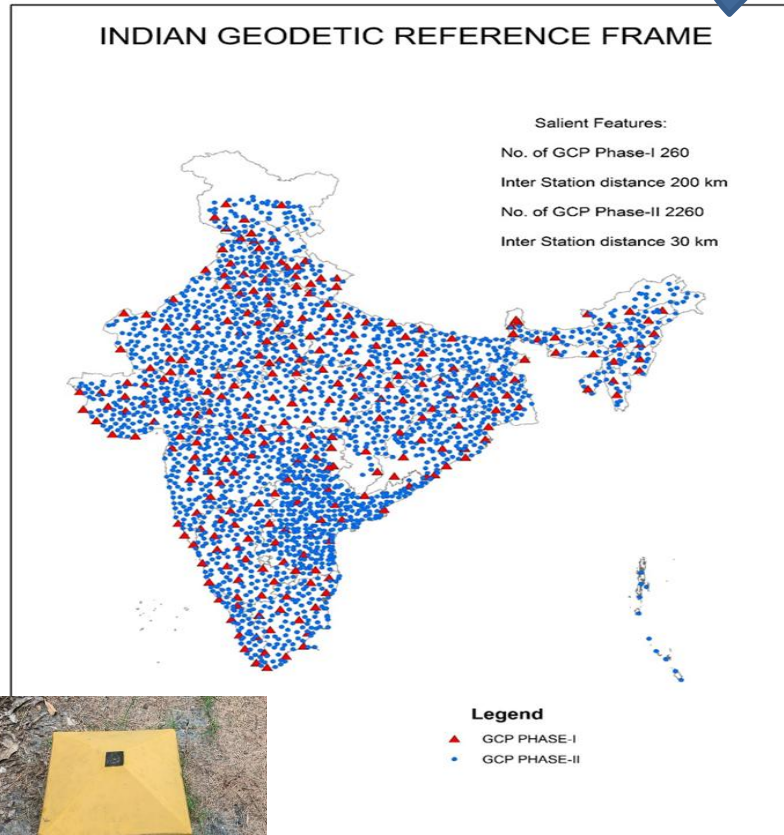 INDIAN GEODETIC REFERENCE FRAME
Salient Features:
No. of GCP Phase-I 260
Inter Station distance 200 km
No. of GCP Phase-II 2260
Inter Station distance 30 km
Legend
GCP PHASE-I
GCP PHASE-II